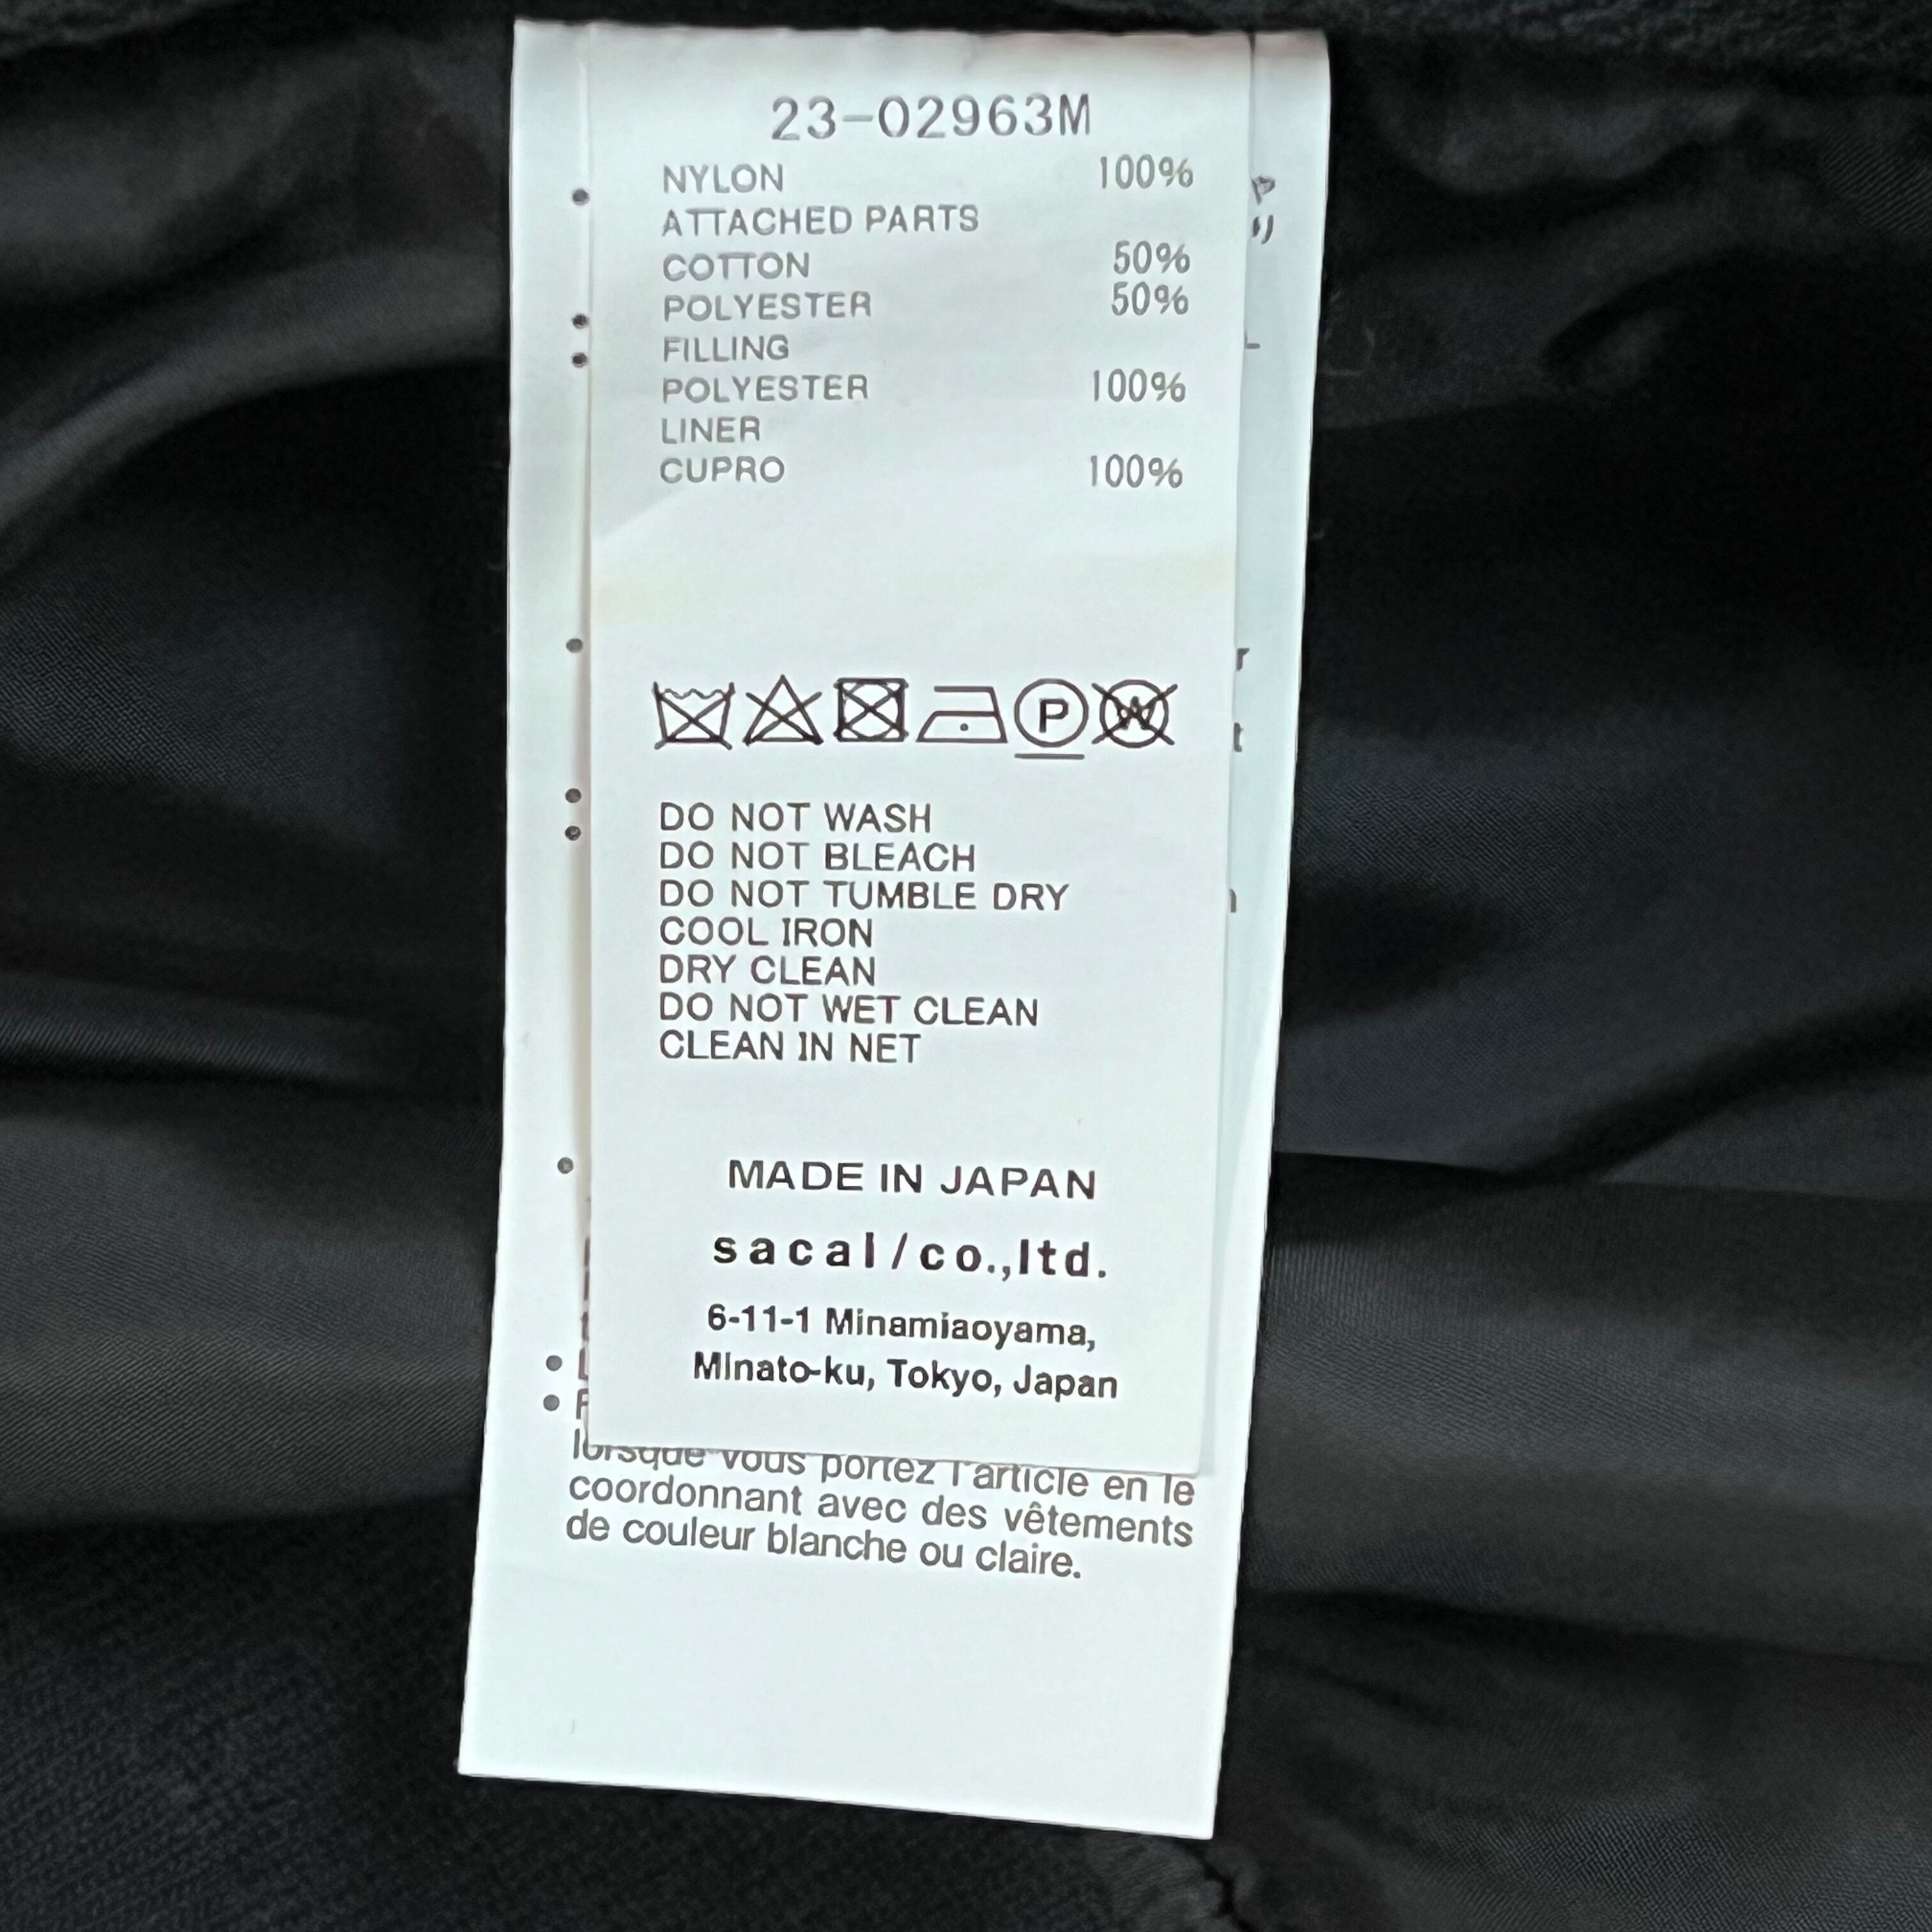 23-02963M
NYLON 100%
ATTACHED PARTS
COTTON 50%
POLYESTER 50%
FILLING
POLYESTER 100%
LINER
CUPRO 100%
P W
DO NOT WASH
DO NOT BLEACH
DO NOT TUMBLE DRY
COOL IRON
DRY CLEAN
DO NOT WET CLEAN
CLEAN IN NET
MADE IN JAPAN
sacaI/co.,ltd.
6-11-1 Minamiaoyama,
Minato-ku, Tokyo, Japan
lorsque vous portez l'article en le
coordonnant avec des vêtements
de couleur blanche ou claire.